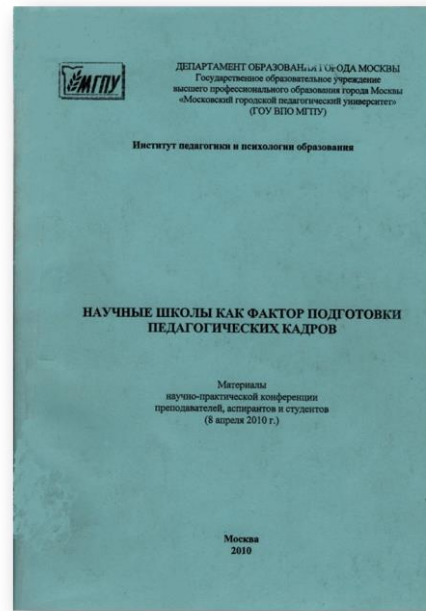 МГПУ
ДЕПАРТАМЕНТ ОБРАЗОВАНИЯ ГОРОДА МОСКВЫ
Государственное образовательное учреждение
высшего профессионального образования города Москвы
«Московский городской педагогический университет»
(ГОУ ВПО МГПУ)
Институт педагогики и психологии образования
НАУЧНЫЕ ШКОЛЫ КАК ФАКТОР ПОДГОТОВКИ
ПЕДАГОГИЧЕСКИХ КАДРОВ
Материалы
научно-практической конференции
преподавателей, аспирантов и студентов
(8 апреля 2010 г.)
Москва
2010